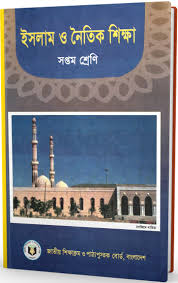 ইসলাম ও নৈতিক শিক্ষা
সপ্তম শ্রেণি
জাতীয় শিক্ষাক্রম ও পাঠ্যপুস্তক বোর্ড, বাংলাদেশ